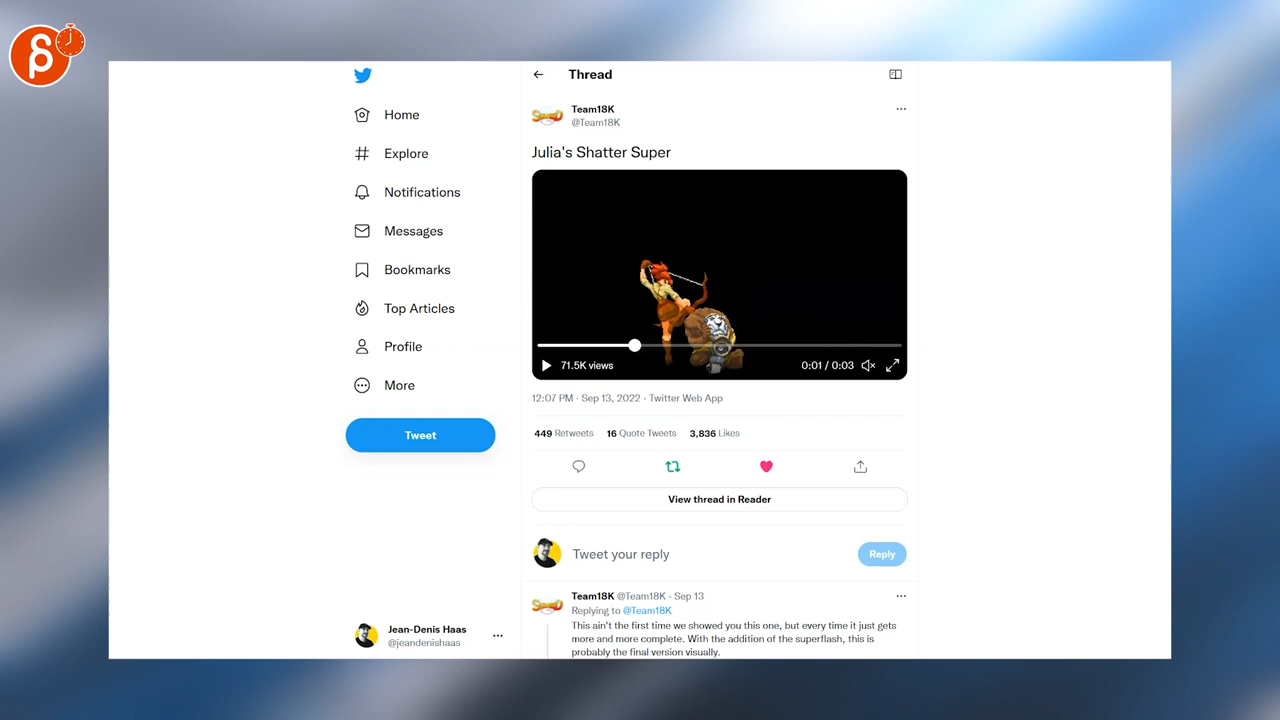 Thread
Team18K
@Team18K
Julia's Shatter Super
71.5K views
0:01 / 0:03
12:07 PM · Sep 13, 2022 · Twitter Web App
449 Retweets 16 Quote Tweets 3,836 Likes
View thread in Reader
Tweet your reply
Reply
Team18K @Team18K · Sep 13
Replying to @Team18K
This ain't the first time we showed you this one, but every time it just gets
more and more complete. With the addition of the superflash, this is
probably the final version visually.
Home
Explore
Notifications
Messages
Bookmarks
Top Articles
Profile
More
Tweet
Jean-Denis Haas
@jeandenishaas